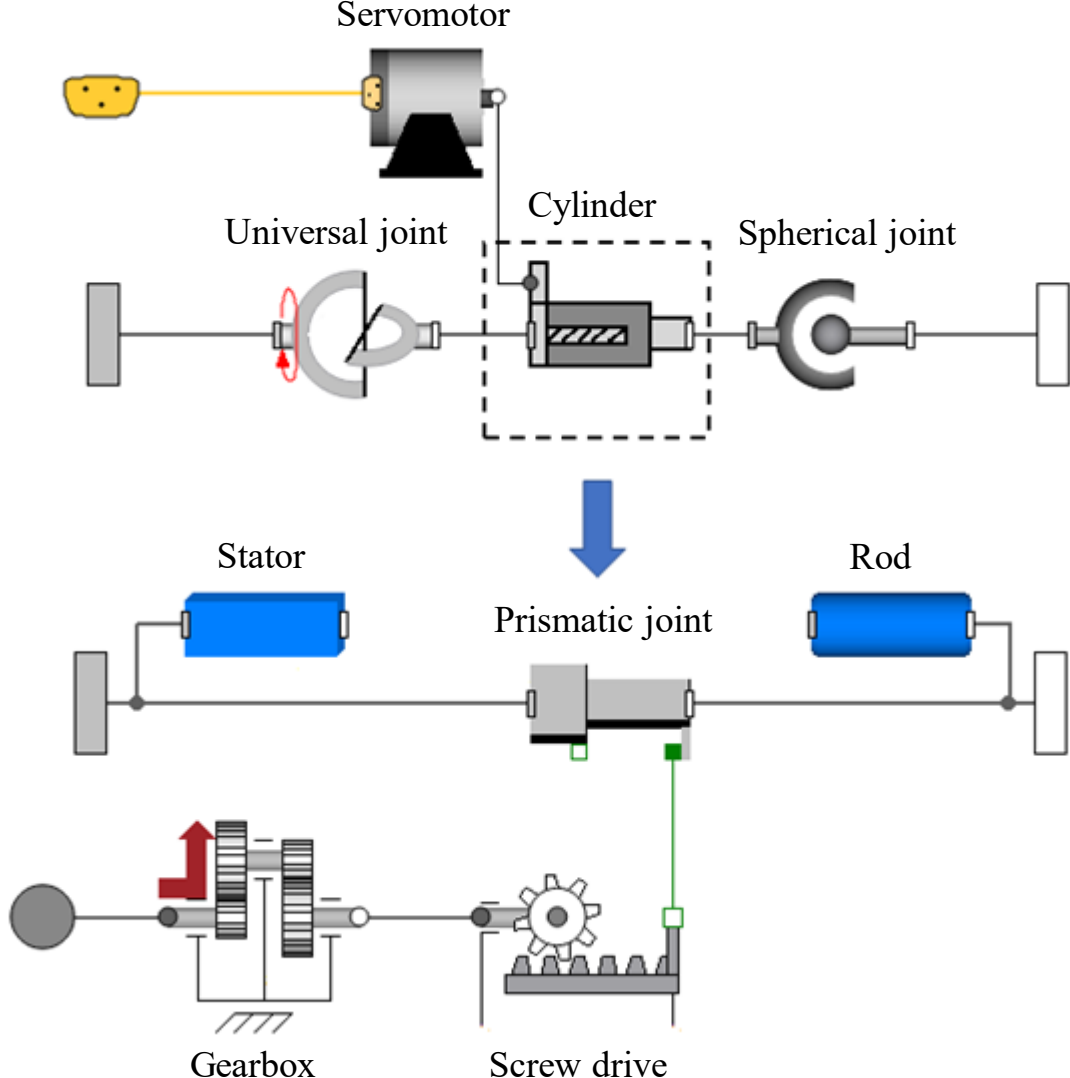 Servomotor
Cylinder
Universal joint
Spherical joint
Stator
Rod
Prismatic joint
Gearbox
Screw drive